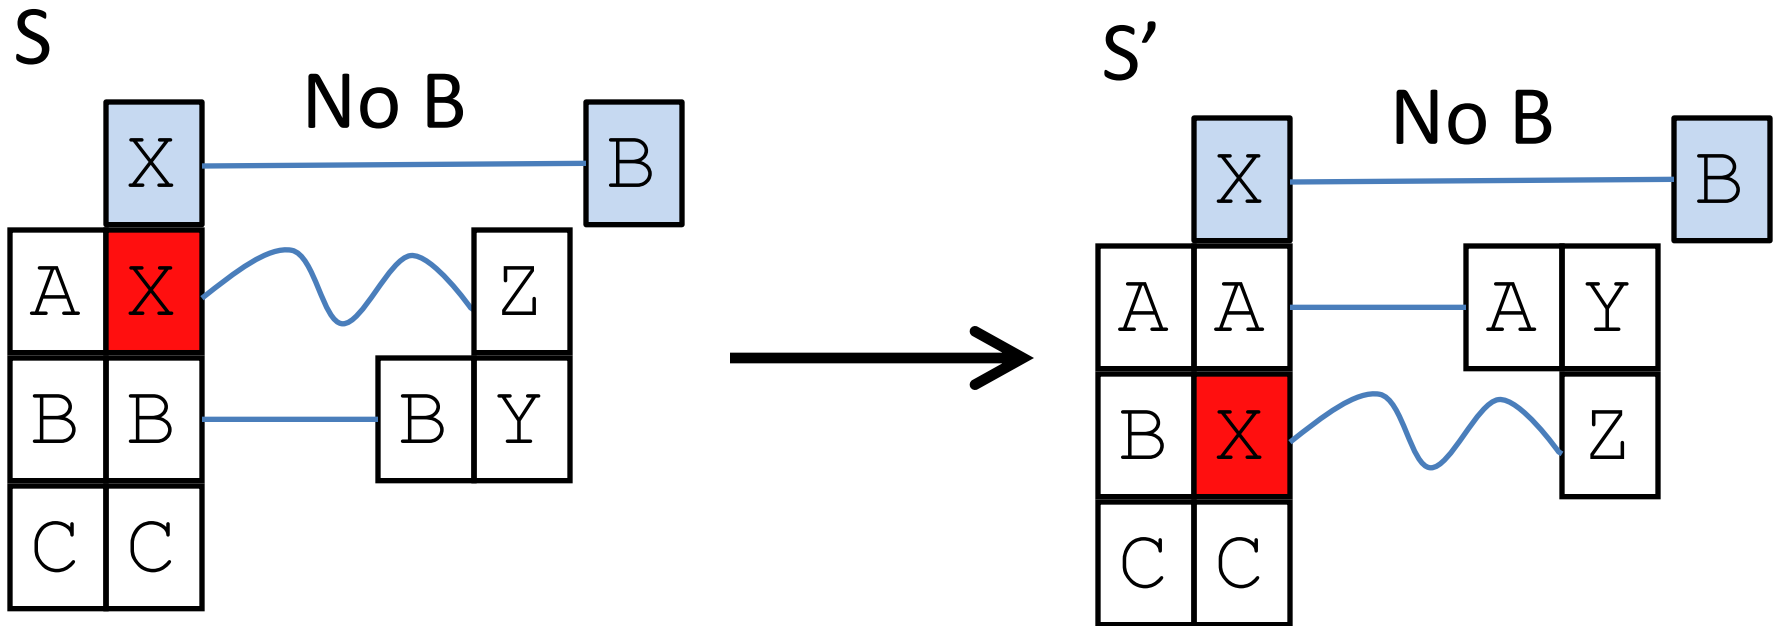 S
No B
X B
A X Z
B B B Y
C C
S’
No B
X B
A A A Y
B X Z
C C